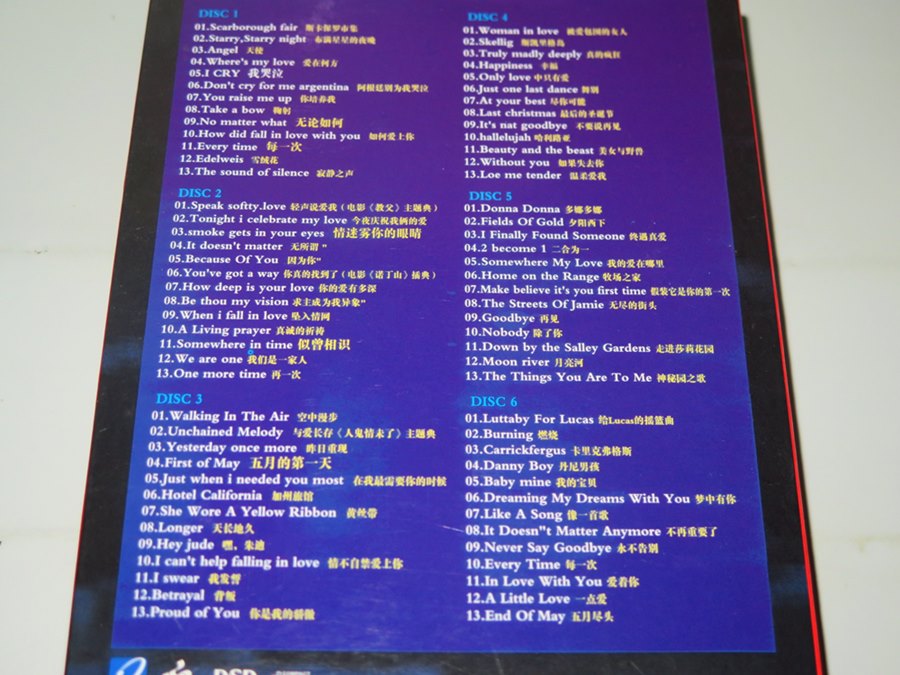 DISC 1
01.Scarborough fair 斯卡保罗市集
02.Starry,Starry night 布满星星的夜晚
03.Angel 天使
04.Where's my love 爱在何方
05.I CRY 我哭泣
06.Don't cry for me argentina 阿根廷别为我哭泣
07.You raise me up 你培养我
08.Take a bow 鞠躬
09.No matter what 无论如何
10.How did fall in love with you 如何爱上你
11.Every time 每一次
12.Edelweis 雪绒花
13.The sound of silence 寂静之声
DISC 2
01.Speak softty.love 轻声说爱我(电影《教父》主题典)
02.Tonight i celebrate my love 今夜庆祝我俩的爱
03.smoke gets in your eyes 情迷雾你的眼睛
04.It doesn't matter 无所谓"
05.Because Of You 因为你"
06.You've got a way 你真的找到了(电影《诺丁山》插典)
07.How deep is your love 你的爱有多深
08.Be thou my vision 求主成为我异象"
09.When i fall in love 坠入情网
10.A Living prayer 真诚的祈祷
11.Somewhere in time 似曾相识
12.We are one 我们是一家人
13.One more time 再一次
DISC 3
01.Walking In The Air 空中漫步
02.Unchained Melody 与爱长存《人鬼情未了》主题典
03.Yesterday once more 昨日重现
04.First of May 五月的第一天
05.Just when i needed you most 在我最需要你的时候
06.Hotel California 加州旅馆
07.She Wore A Yellow Ribbon 黄丝带
08.Longer 天长地久
09.Hey jude 嘿、朱迪
10.I can't help falling in love 情不自禁爱上你
11.I swear 我发誓
12.Betrayal 背叛
13.Proud of You 你是我的骄傲
DISC 4
01.Woman in love 被爱包围的女人
02.Skellig 斯凯里格岛
03.Truly madly deeply 真的疯狂
04.Happiness 幸福
05.Only love 中只有爱
06.Just one last dance 舞别
07.At your best 尽你可能
08.Last christmas 最后的圣诞节
09.It's nat goodbye 不要说再见
10.hallelujah 哈利路亚
11.Beauty and the beast 美女与野兽
12.Without you 如果失去你
13.Loe me tender 温柔爱我
DISC 5
01.Donna Donna 多娜多娜
02.Fields Of Gold 夕阳西下
03.I Finally Found Someone 终遇真爱
04.2 become 1 二合为一
05.Somewhere My Love 我的爱在哪里
06.Home on the Range 牧场之家
07.Make believe it's you first time 假装它是你的第一次
08.The Streets Of Jamie 无尽的街头
09.Goodbye 再见
10.Nobody 除了你
11.Down by the Salley Gardens 走进莎莉花园
12.Moon river 月亮河
13.The Things You Are To Me 神秘园之歌
DISC 6
01.Luttaby For Lucas 给Lucas的摇篮曲
02.Burning 燃烧
03.Carrickfergus 卡里克弗格斯
04.Danny Boy 丹尼男孩
05.Baby mine 我的宝贝
06.Dreaming My Dreams With You 梦中有你
07.Like A Song 像一首歌
08.It Doesn"t Matter Anymore 不再重要了
09.Never Say Goodbye 永不告别
10.Every Time 每一次
11.In Love With You 爱着你
12.A Little Love 一点爱
13.End Of May 五月尽头